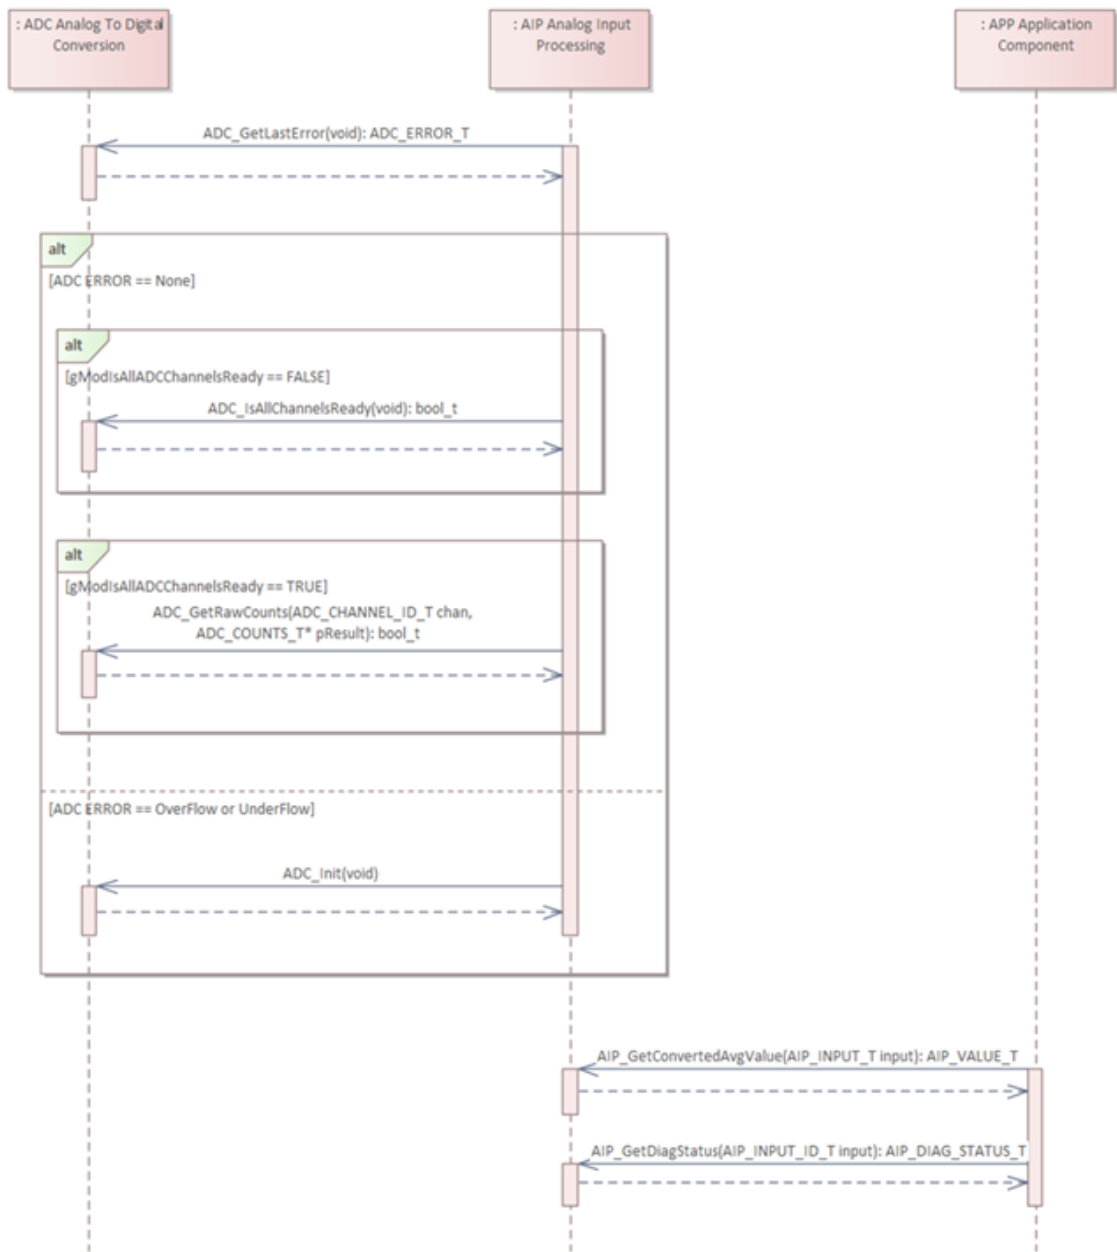 : ADC Analog To Digital
Conversion
: AIP Analog Input
Processing
: APP Application
Component
ADC_GetLastError(void): ADC_ERROR_T
alt
[ADC ERROR == None]
alt
[gModIsAllADCChannelsReady == FALSE]
ADC_IsAllChannelsReady(void): bool_t
alt
[gModIsAllADCChannelsReady == TRUE]
ADC_GetRawCounts(ADC_CHANNEL_ID_T chan,
ADC_COUNTS_T* pResult): bool_t
[ADC ERROR == OverFlow or UnderFlow]
ADC_Init(void)
AIP_GetConvertedAvgValue(AIP_INPUT_T input): AIP_VALUE_T
AIP_GetDiagStatus(AIP_INPUT_ID_T input): AIP_DIAG_STATUS_T